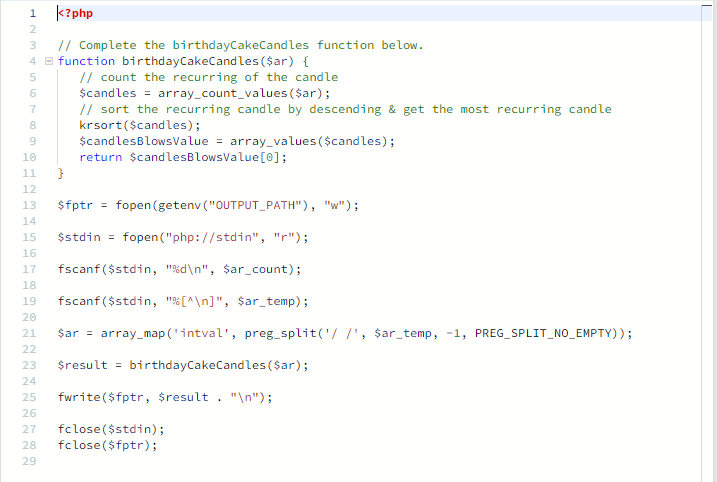 1 <?php
2
3 // Complete the birthdayCakeCandles function below.
4 function birthdayCakeCandles($ar) {
5 // count the recurring of the candle
6 $candles = array_count_values($ar);
7 // sort the recurring candle by descending & get the most recurring candle
8 krsort($candles);
9 $candlesBlowsValue = array_values($candles);
10 return $candlesBlowsValue[0];
11 }
12
13 $fptr = fopen(getenv("OUTPUT_PATH"), "w");
14
15 $stdin = fopen("php://stdin", "r");
16
17 fscanf($stdin, "%d\n", $ar_count);
18
19 fscanf($stdin, "%[^\n]", $ar_temp);
20
21 $ar = array_map('intval', preg_split('/ /', $ar_temp, -1, PREG_SPLIT_NO_EMPTY));
22
23 $result = birthdayCakeCandles($ar);
24
25 fwrite($fptr, $result . "\n");
26
27 fclose($stdin);
28 fclose($fptr);
29